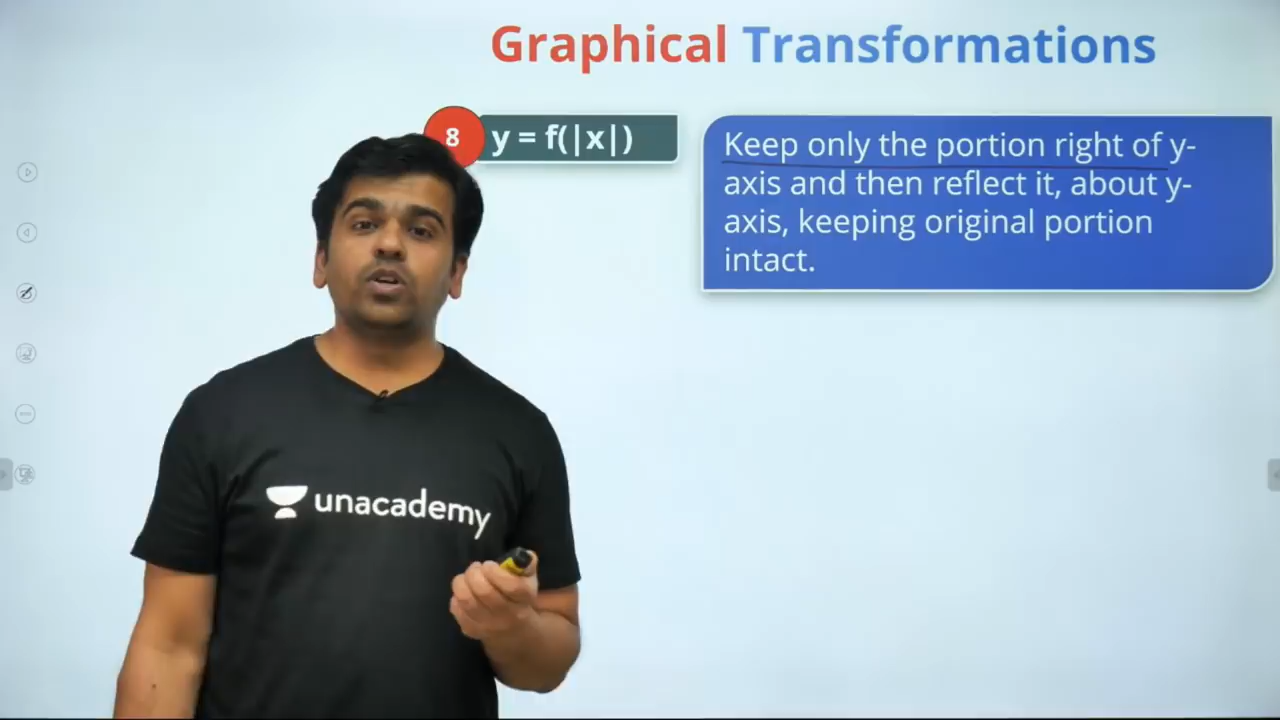 Graphical Transformations
8 y = f(|x|)
Keep only the portion right of y-
axis and then reflect it, about y-
axis, keeping original portion
intact.
unacademy